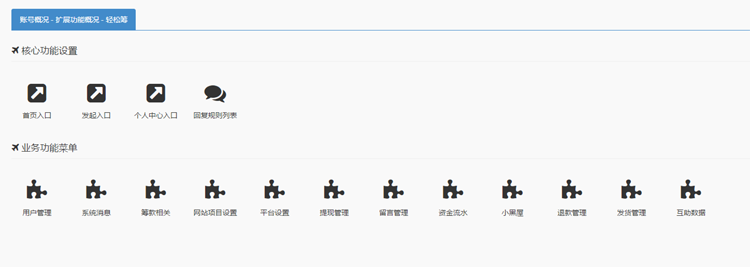 账号概况 - 扩展功能概况 - 轻松筹
核心功能设置
首页入口 发起入口 个人中心入口 回复规则列表
业务功能菜单
用户管理 系统消息 筹款相关 网站项目设置 平台设置 提现管理 留言管理 资金流水 小黑屋 退款管理 发货管理 互助数据